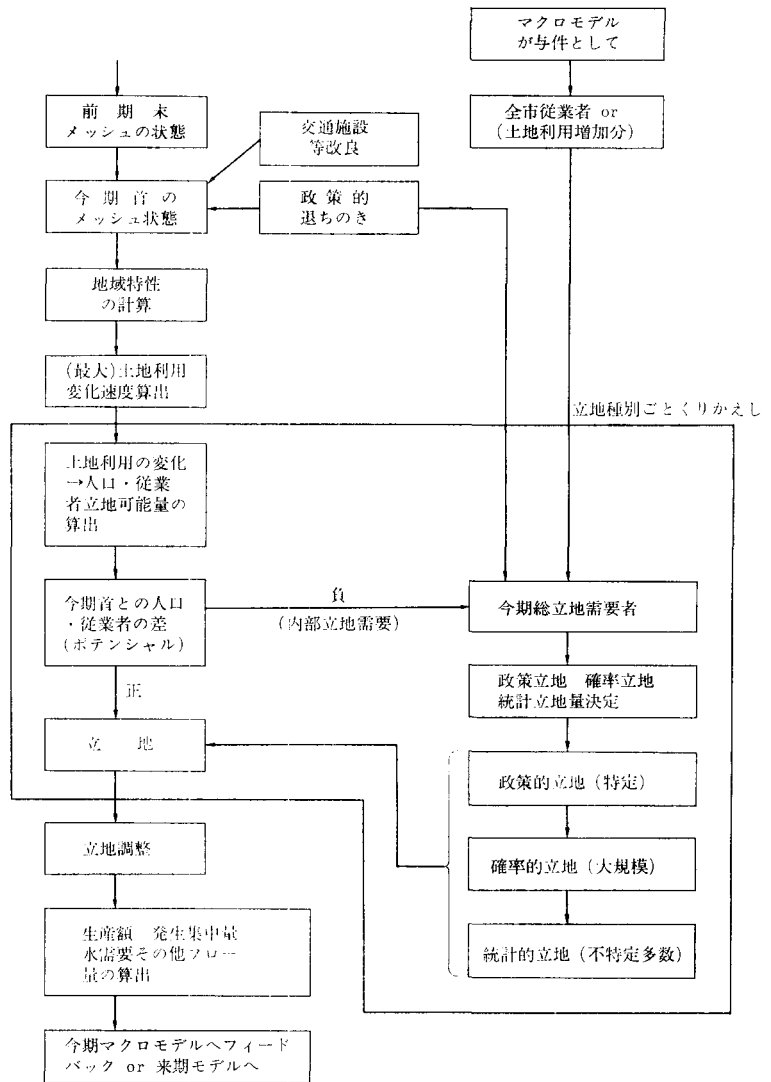 マクロモデル
が与件として
前期末
メッシュの状態
交通施設
等改良
全市従業者 or
(土地利用増加分)
今期首の
メッシュ状態
政策的
退ちのき
地域特性
の計算
(最大)土地利用
変化速度算出
立地種別ごとくりかえし
土地利用の変化
→人口・従業
者立地可能量の
算出
今期首との人口
・従業者の差
(ポテンシャル)
負
(内部立地需要)
今期総立地需要者
正
政策立地 確率立地
統計立地量決定
立地
政策的立地(特定)
立地調整
確率的立地(大規模)
生産額 発生集中量
水需要その他フロー
量の算出
統計的立地(不特定多数)
今期マクロモデルへフィード
バック or 来期モデルへ